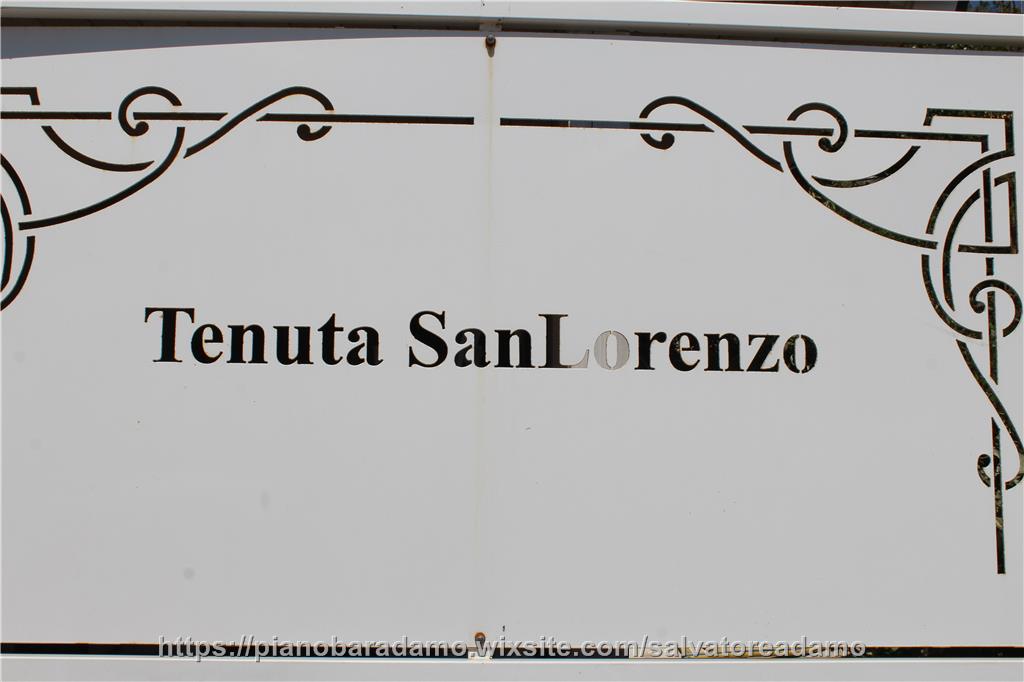 Tenuta SanLorenzo
https://pianobaradamo.wixsite.com/salvatoreadamo